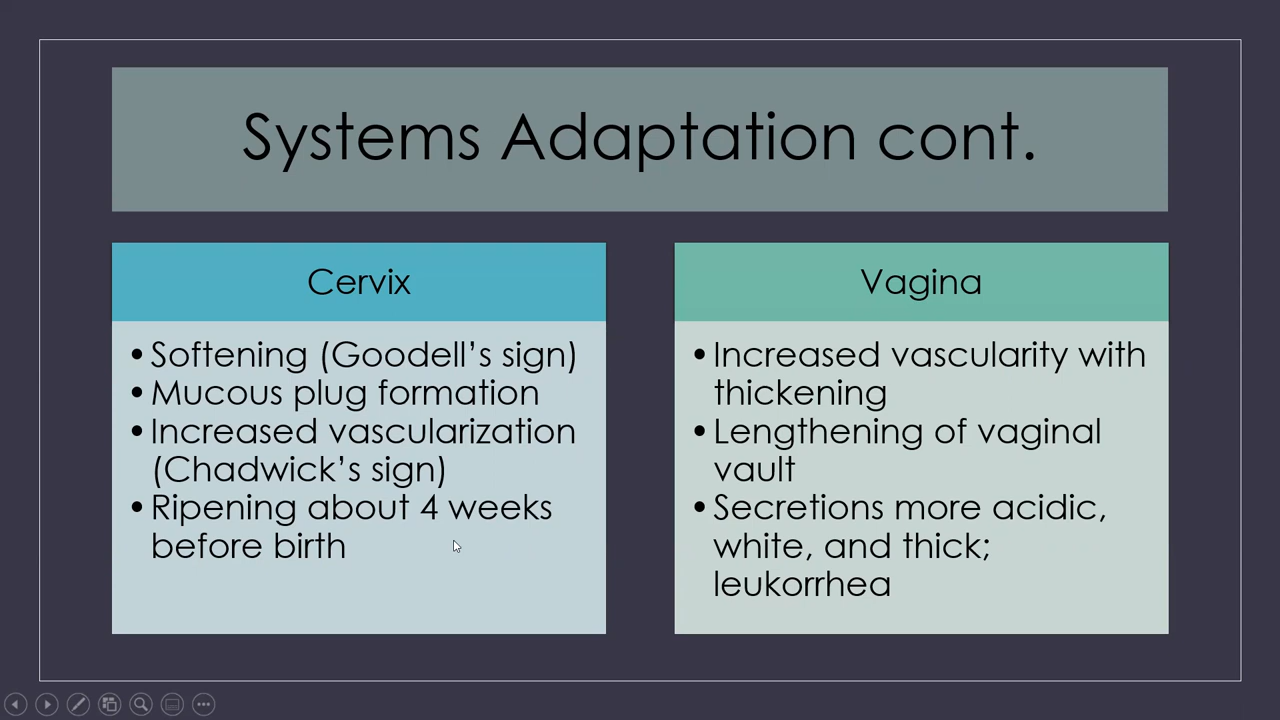 Systems Adaptation cont.
Cervix
•Softening (Goodell’s sign)
•Mucous plug formation
•Increased vascularization
(Chadwick’s sign)
•Ripening about 4 weeks
before birth
Vagina
•Increased vascularity with
thickening
•Lengthening of vaginal
vault
•Secretions more acidic,
white, and thick;
leukorrhea